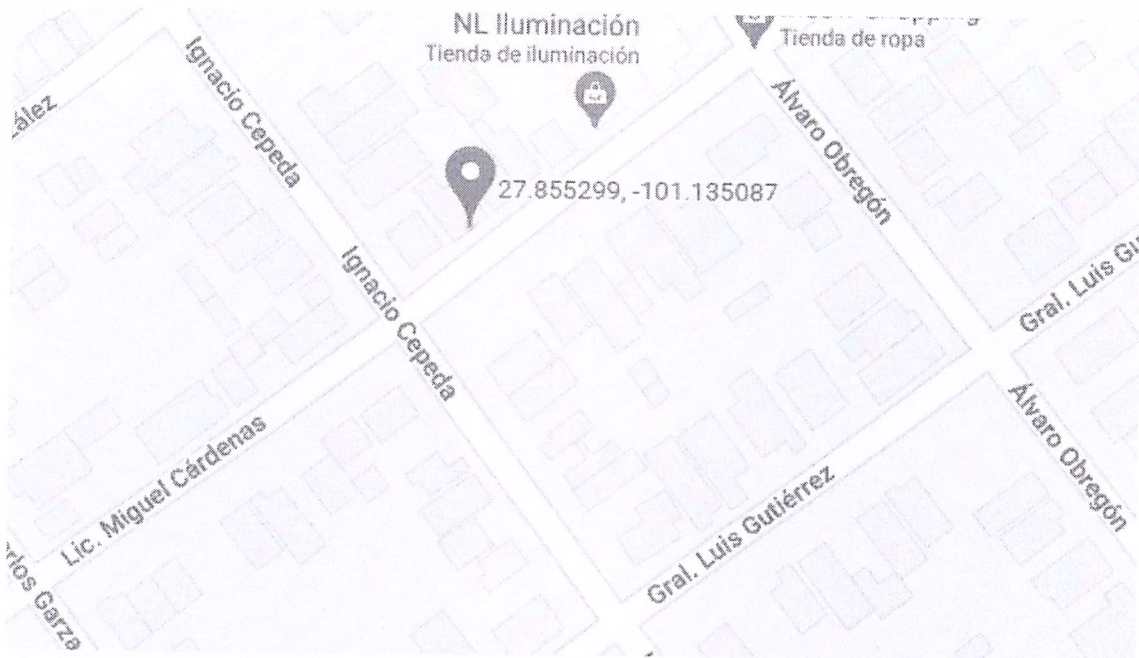 NL Iluminación
Tienda de iluminación
Tienda de ropa
Ignacio Cepeda
Álvaro Obregón
27.855299, -101.135087
Ignacio Cepeda
Gral. Luis
Álvaro Obregón
Lic. Miguel Cárdenas
Gral. Luis Gutiérrez
Garza